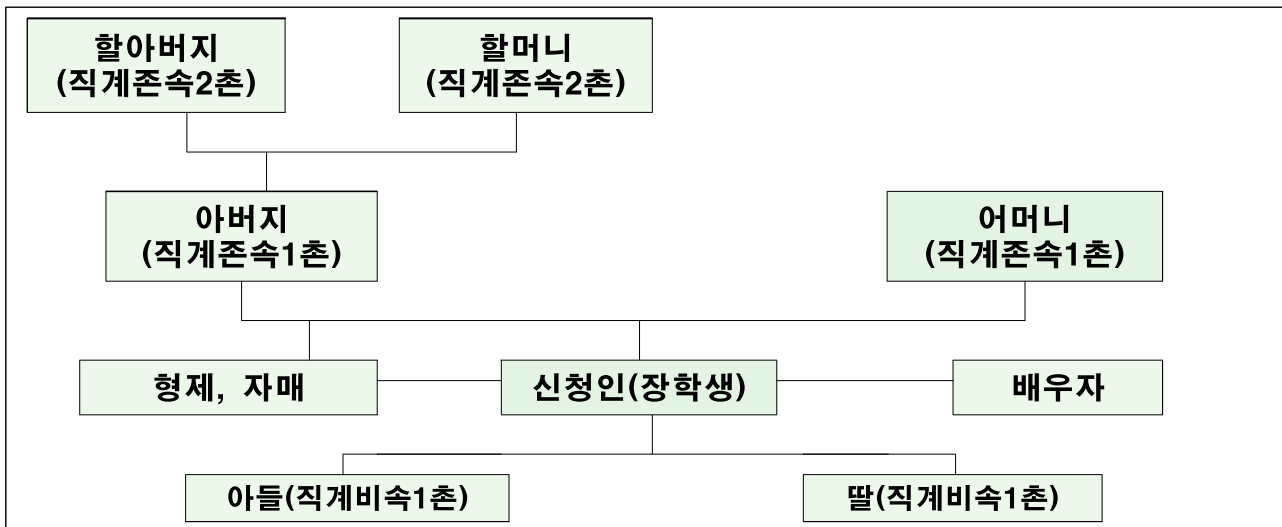 할아버지
(직계존속2촌)
할머니
(직계존속2촌)
아버지
(직계존속1촌)
어머니
(직계존속1촌)
형제, 자매
신청인(장학생)
배우자
아들(직계비속1촌)
딸(직계비속1촌)